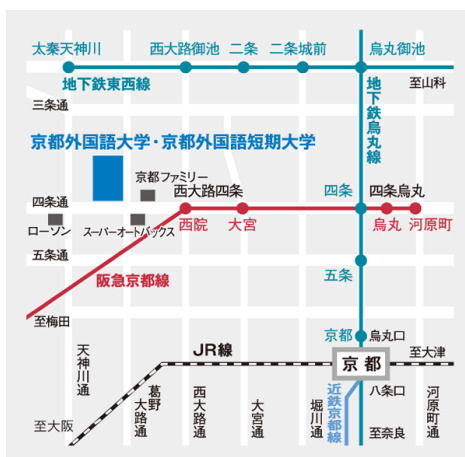 太秦天神川
西大路御池
二条
二条城前
烏丸御池
地下鉄東西線
至山科
三条通
地下鉄烏丸線
京都外国語大学・京都外国語短期大学
京都ファミリー
西大路四条
四条
四条烏丸
四条通
ローソン
スーパーオートバックス
西院
大宮
烏丸
河原町
五条通
阪急京都線
五条
至梅田
京都
烏丸口
JR線
京都
至大津
天神川通
葛野大路通
西大路通
大宮通
堀川通
近鉄京都線
八条口
河原町通
至大阪
至奈良